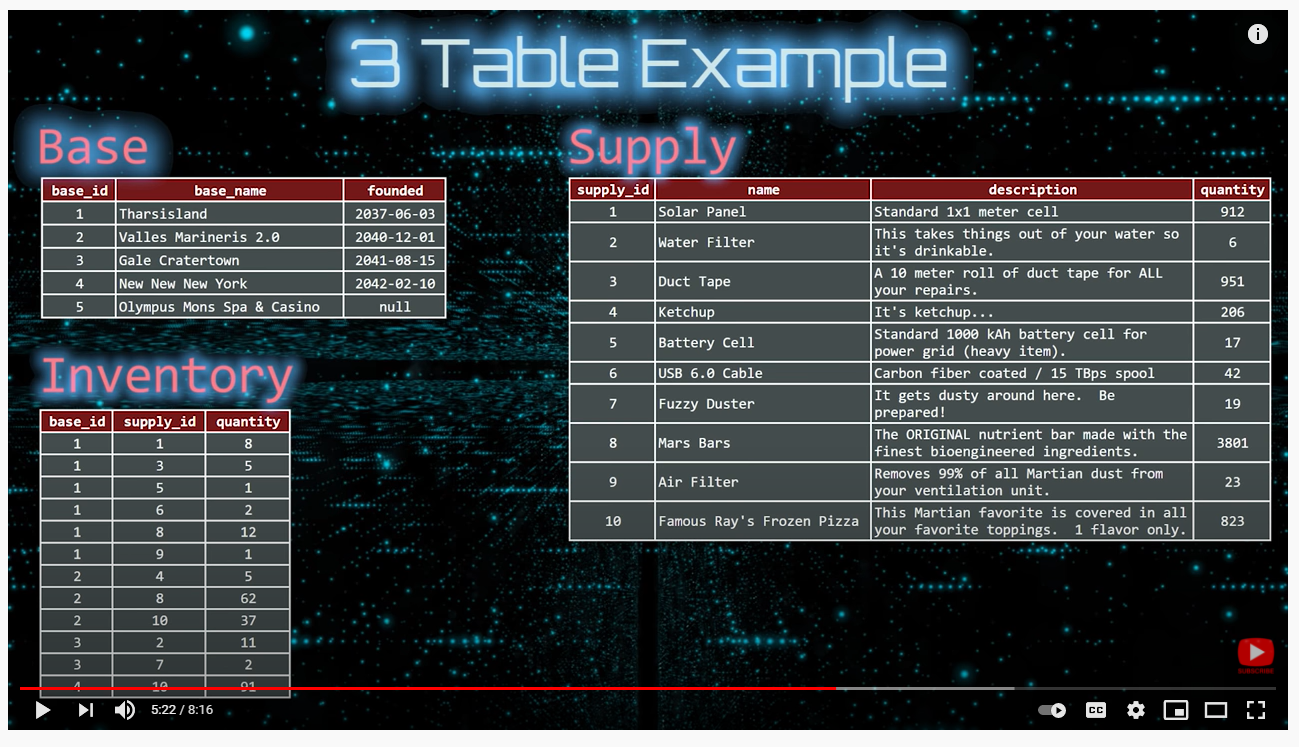 3 Table Example
Base
base_id base_name founded
1 Tharsisland 2037-06-03
2 Valles Marineris 2.0 2040-12-01
3 Gale Cratertown 2041-08-15
4 New New New York 2042-02-10
5 Olympus Mons Spa & Casino null
Inventory
base_id supply_id quantity
1 1 8
1 3 5
1 5 1
1 6 2
1 8 12
1 9 1
2 4 5
2 8 62
2 10 37
3 2 11
3 7 2
4 10 91
Supply
supply_id name description quantity
1 Solar Panel Standard 1x1 meter cell 912
2 Water Filter This takes things out of your water so
it's drinkable. 6
3 Duct Tape A 10 meter roll of duct tape for ALL
your repairs. 951
4 Ketchup It's ketchup... 206
5 Battery Cell Standard 1000 kAh battery cell for
power grid (heavy item). 17
6 USB 6.0 Cable Carbon fiber coated / 15 TBps spool 42
7 Fuzzy Duster It gets dusty around here. Be
prepared! 19
8 Mars Bars The ORIGINAL nutrient bar made with the
finest bioengineered ingredients. 3801
9 Air Filter Removes 99% of all Martian dust from
your ventilation unit. 23
10 Famous Ray's Frozen Pizza This Martian favorite is covered in all
your favorite toppings. 1 flavor only. 823
SUBSCRIBE
5:22 / 8:16
CC